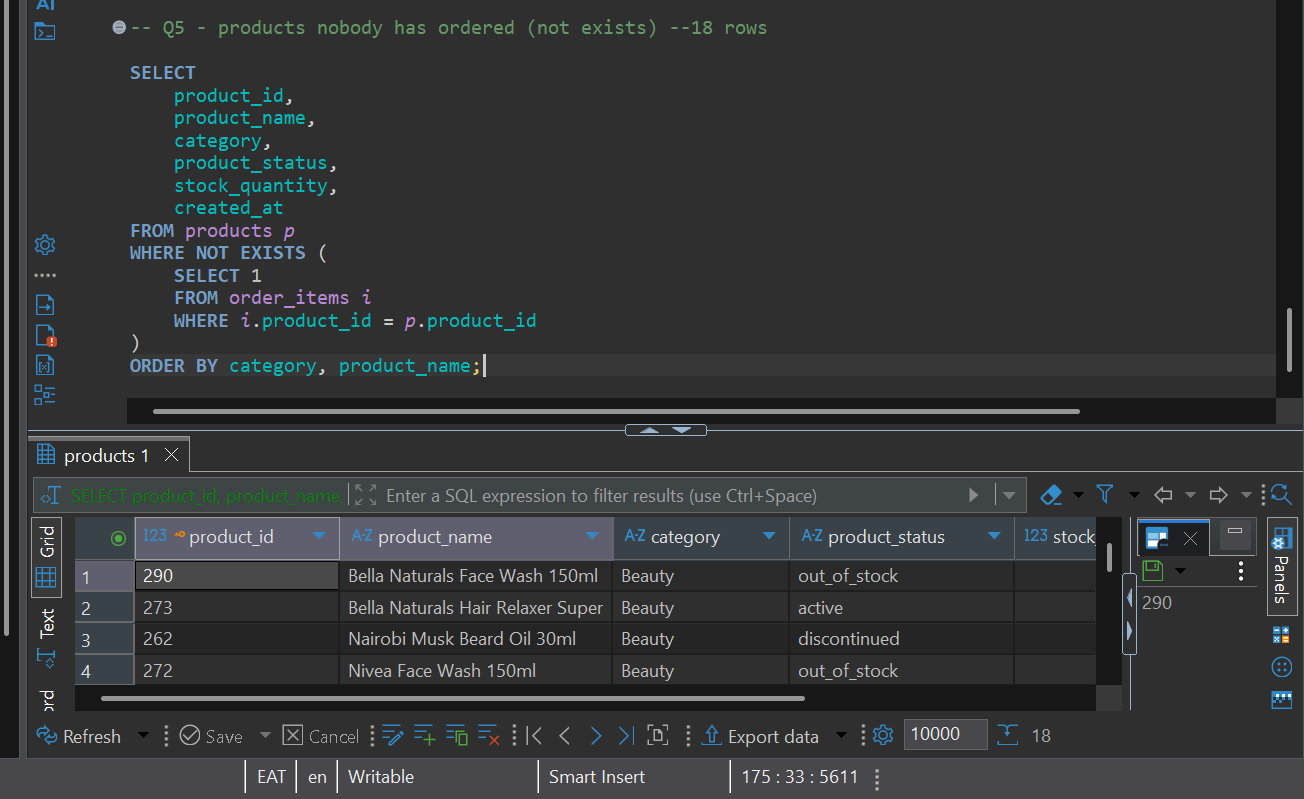 AI
-- Q5 - products nobody has ordered (not exists) --18 rows
SELECT
product_id,
product_name,
category,
product_status,
stock_quantity,
created_at
FROM products p
WHERE NOT EXISTS (
SELECT 1
FROM order_items i
WHERE i.product_id = p.product_id
)
ORDER BY category, product_name;
products 1
SELECT product_id, product_name, Enter a SQL expression to filter results (use Ctrl+Space)
Grid
Text
ord
123 product_id A-Z product_name A-Z category A-Z product_status 123 stock
1 290 Bella Naturals Face Wash 150ml Beauty out_of_stock
2 273 Bella Naturals Hair Relaxer Super Beauty active
3 262 Nairobi Musk Beard Oil 30ml Beauty discontinued
4 272 Nivea Face Wash 150ml Beauty out_of_stock
290
Panels
Refresh Save Cancel Export data 10000 18
EAT en Writable Smart Insert 175 : 33 : 5611